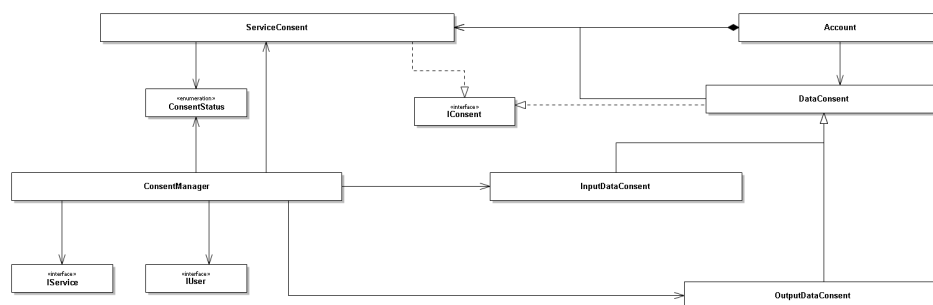 ServiceConsent
Account
«enumeration»
ConsentStatus
«interface»
IConsent
DataConsent
ConsentManager
InputDataConsent
«interface»
IService
«interface»
IUser
OutputDataConsent